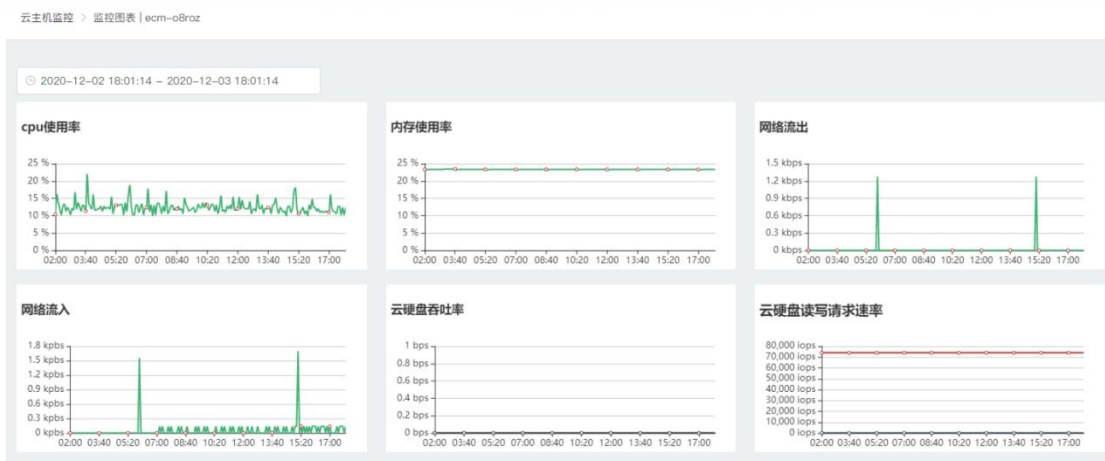 云主机监控 > 监控图表 | ecm-o8roz
2020-12-02 18:01:14 - 2020-12-03 18:01:14
cpu使用率
25 %
20 %
15 %
10 %
5 %
0 %
02:00 03:40 05:20 07:00 08:40 10:20 12:00 13:40 15:20 17:00
内存使用率
25 %
20 %
15 %
10 %
5 %
0 %
02:00 03:40 05:20 07:00 08:40 10:20 12:00 13:40 15:20 17:00
网络流出
1.5 kbps
1.2 kbps
0.9 kbps
0.6 kbps
0.3 kbps
0 kbps
02:00 03:40 05:20 07:00 08:40 10:20 12:00 13:40 15:20 17:00
网络流入
1.8 kpbs
1.5 kpbs
1.2 kpbs
0.9 kpbs
0.6 kpbs
0.3 kpbs
0 kpbs
02:00 03:40 05:20 07:00 08:40 10:20 12:00 13:40 15:20 17:00
云硬盘吞吐率
1 bps
0.8 bps
0.6 bps
0.4 bps
0.2 bps
0 bps
02:00 03:40 05:20 07:00 08:40 10:20 12:00 13:40 15:20 17:00
云硬盘读写请求速率
80,000 iops
70,000 iops
60,000 iops
50,000 iops
40,000 iops
30,000 iops
20,000 iops
10,000 iops
0 iops
02:00 03:40 05:20 07:00 08:40 10:20 12:00 13:40 15:20 17:00